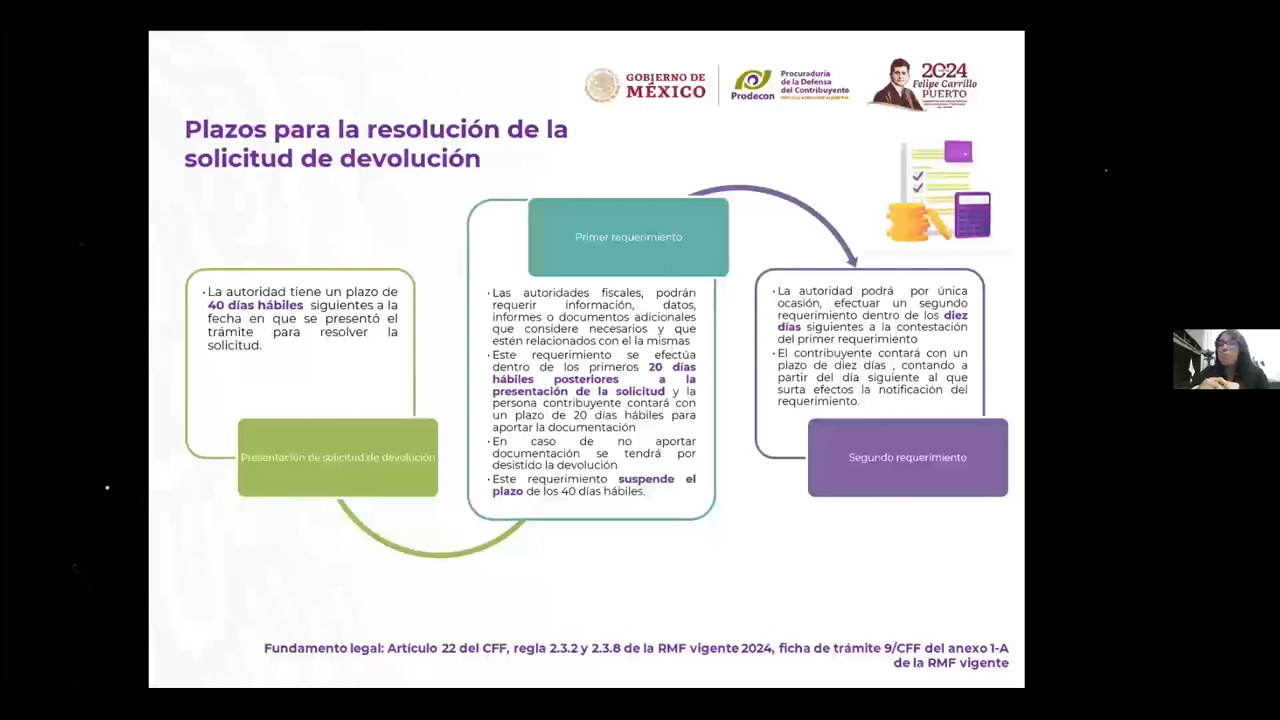 GOBIERNO DE
MÉXICO
Prodecon
Procuraduría
de la Defensa
del Contribuyente
2024
Felipe Carrillo
PUERTO
Plazos para la resolución de la
solicitud de devolución
Primer requerimiento
· La autoridad tiene un plazo de
40 días hábiles siguientes a la
fecha en que se presentó el
trámite para resolver la
solicitud.
Presentación de solicitud de devolución
· Las autoridades fiscales, podrán
requerir información, datos,
informes o documentos adicionales
que considere necesarios y que
estén relacionados con el la mismas
· Este requerimiento se efectúa
dentro de los primeros 20 días
hábiles posteriores a la
presentación de la solicitud y la
persona contribuyente contará con
un plazo de 20 días hábiles para
aportar la documentación
· En caso de no aportar
documentación se tendrá por
desistido la devolución
· Este requerimiento suspende el
plazo de los 40 días hábiles.
· La autoridad podrá por única
ocasión, efectuar un segundo
requerimiento dentro de los diez
días siguientes a la contestación
del primer requerimiento
· El contribuyente contará con un
plazo de diez días , contando a
partir del día siguiente al que
surta efectos la notificación del
requerimiento.
Segundo requerimiento
Fundamento legal: Artículo 22 del CFF, regla 2.3.2 y 2.3.8 de la RMF vigente 2024, ficha de trámite 9/CFF del anexo 1-A
de la RMF vigente